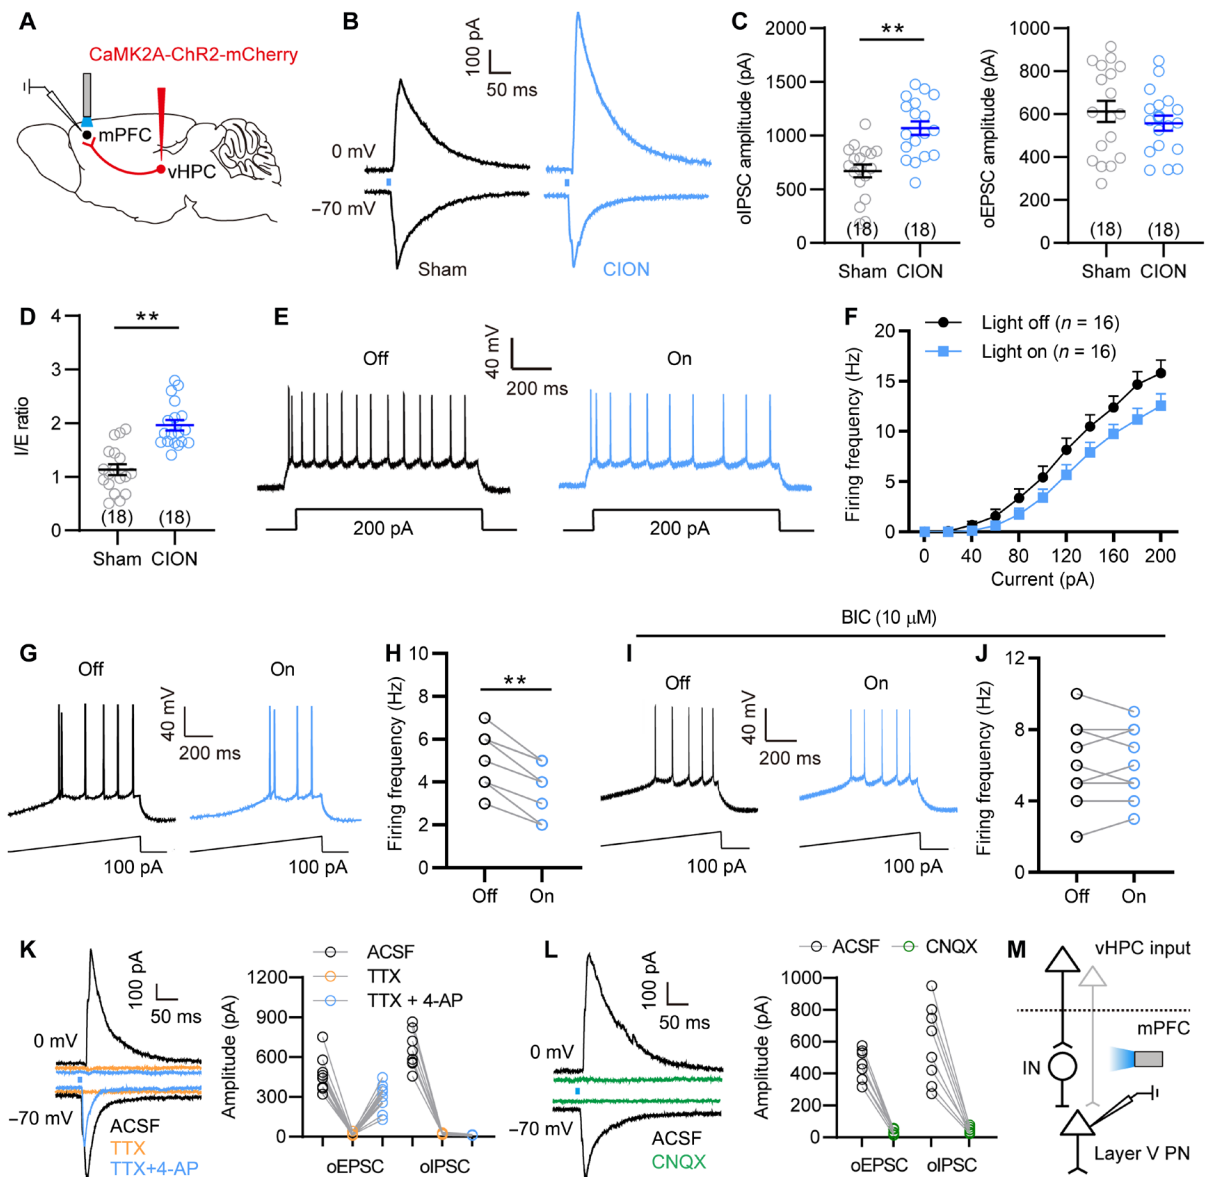 A
CaMK2A-ChR2-mCherry
mPFC
vHPC
B
100 pA
50 ms
0 mV
–70 mV
Sham
CION
C
oIPSC amplitude (pA)
2000
1500
1000
500
0
**
(18)
(18)
Sham
CION
oEPSC amplitude (pA)
1000
800
600
400
200
0
(18)
(18)
Sham
CION
D
I/E ratio
4
3
2
1
0
**
(18)
(18)
Sham
CION
E
Off
40 mV
200 ms
On
200 pA
200 pA
F
Firing frequency (Hz)
20
15
10
5
0
Light off (n = 16)
Light on (n = 16)
0
40
80
120
160
200
Current (pA)
G
Off
On
40 mV
200 ms
100 pA
100 pA
H
Firing frequency (Hz)
10
8
6
4
2
0
**
Off
On
BIC (10 μM)
I
Off
On
40 mV
200 ms
100 pA
100 pA
J
Firing frequency (Hz)
12
8
4
0
Off
On
K
100 pA
50 ms
0 mV
–70 mV
ACSF
TTX
TTX+4-AP
ACSF
TTX
TTX + 4-AP
Amplitude (pA)
1200
900
600
300
0
oEPSC
oIPSC
L
100 pA
50 ms
0 mV
–70 mV
ACSF
CNQX
ACSF
CNQX
Amplitude (pA)
1000
800
600
400
200
0
oEPSC
oIPSC
M
vHPC input
mPFC
IN
Layer V PN